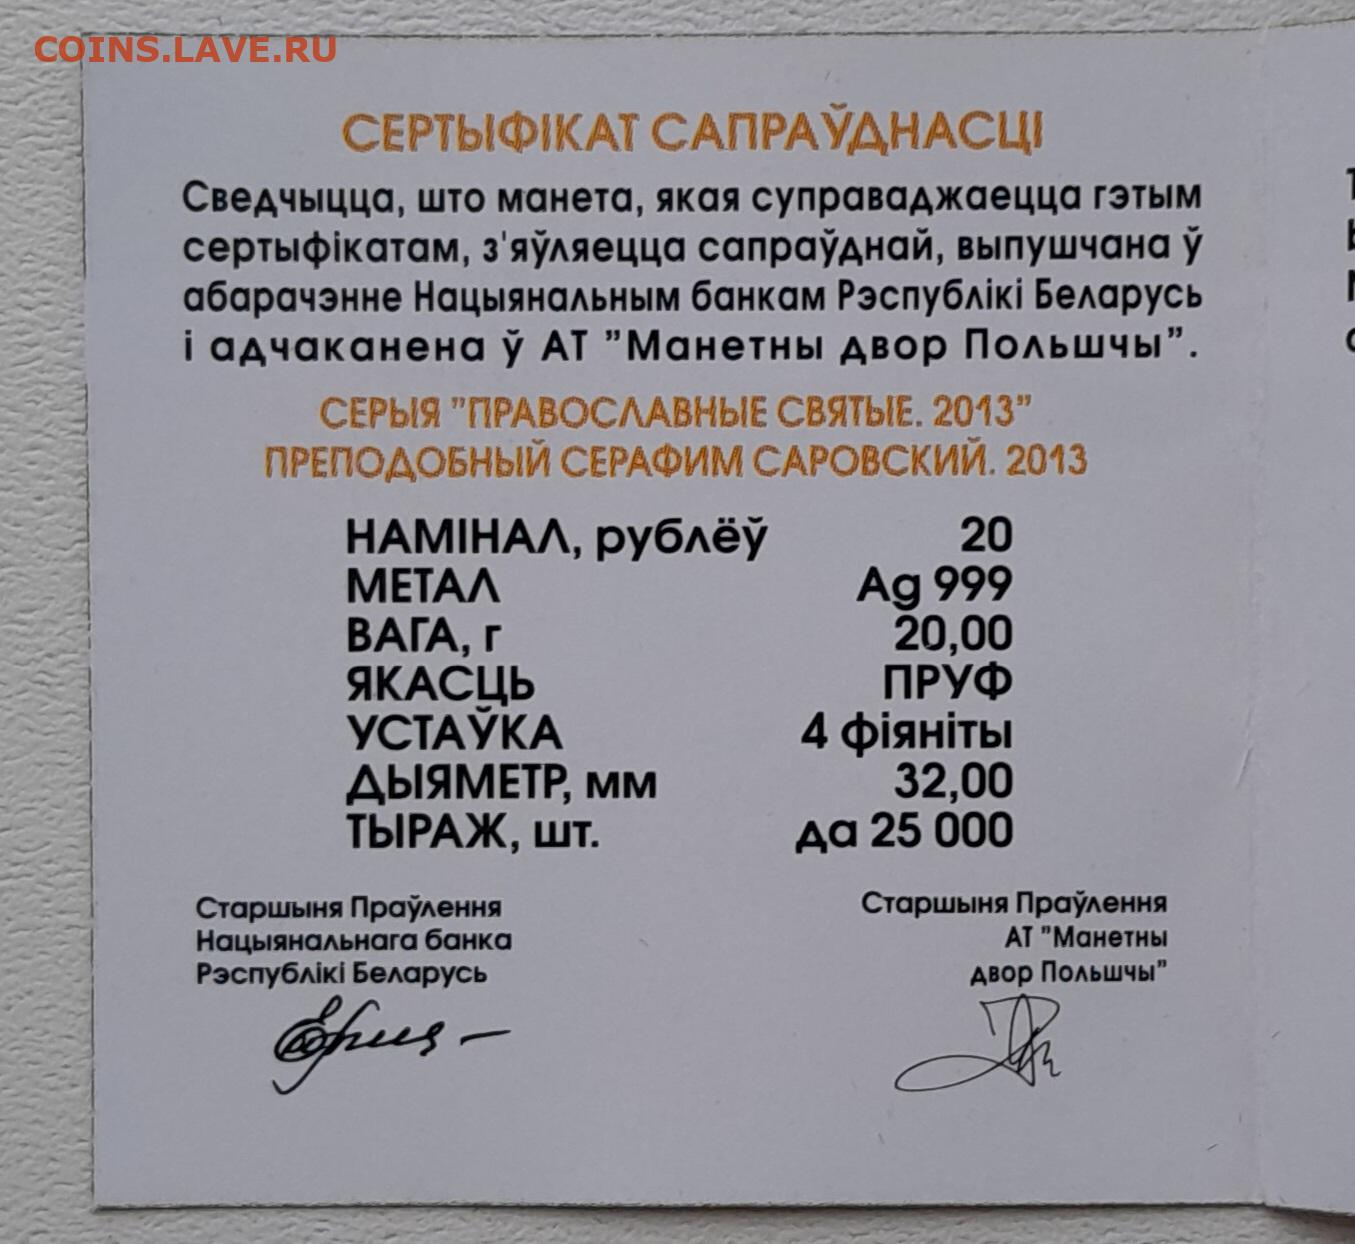 COINS.LAVE.RU
СЕРТЫФІКАТ САПРАЎДНАСЦІ
Сведчыцца, што манета, якая суправаджаецца гэтым
сертыфікатам, з'яўляецца сапраўднай, выпушчана ў
абарачэнне Нацыянальным банкам Рэспублікі Беларусь
і адчаканена ў АТ "Манетны двор Польшчы".
СЕРЫЯ "ПРАВОСЛАВНЫЕ СВЯТЫЕ. 2013"
ПРЕПОДОБНЫЙ СЕРАФИМ САРОВСКИЙ. 2013
НАМІНАЛ, рублёў 20
МЕТАЛ Ag 999
ВАГА, г 20,00
ЯКАСЦЬ ПРУФ
УСТАЎКА 4 фіяніты
ДЫЯМЕТР, мм 32,00
ТЫРАЖ, шт. да 25 000
Старшыня Праўлення
Нацыянальнага банка
Рэспублікі Беларусь
Старшыня Праўлення
АТ "Манетны
двор Польшчы"